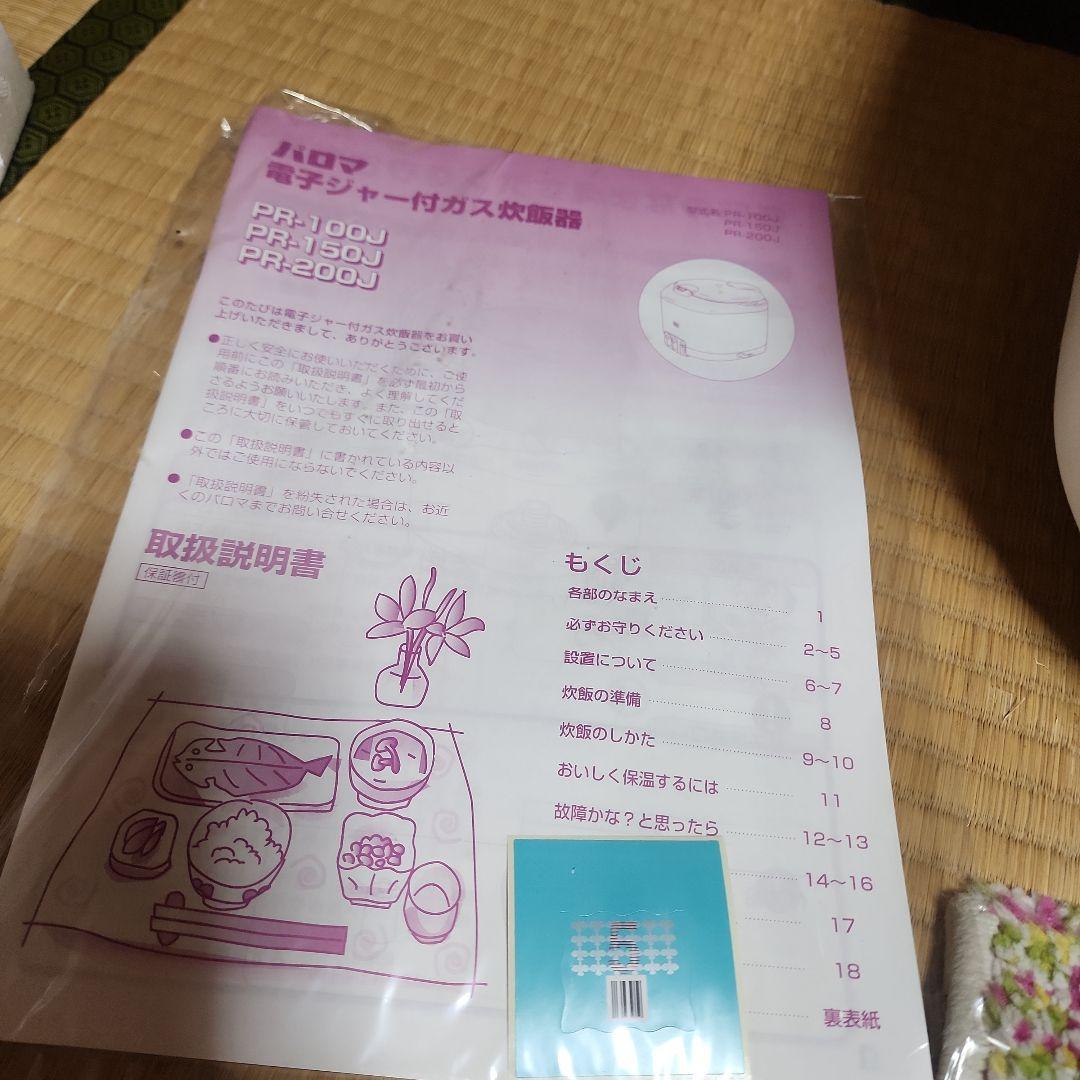 パロマ
電子ジャー付ガス炊飯器
PR-100J
PR-150J
PR-200J
型式名 PR-100J
PR-150J
PR-200J
このたびは電子ジャー付ガス炊飯器をお買い
上げいただきまして、ありがとうございます。
●正しく安全にお使いいただくために、ご使
用前にこの「取扱説明書」を必ず最初から
順番にお読みいただき、よく理解してくだ
さるようお願いいたします。また、この「取
扱説明書」をいつでもすぐに取り出せると
ころに大切に保管しておいてください。
●この「取扱説明書」に書かれている内容以
外ではご使用にならないでください。
●「取扱説明書」を紛失された場合は、お近
くのパロマまでお問い合せください。
取扱説明書
保証書付
もくじ
各部のなまえ 1
必ずお守りください 2〜5
設置について 6〜7
炊飯の準備 8
炊飯のしかた 9〜10
おいしく保温するには 11
故障かな？と思ったら 12〜13
14〜16
17
18
裏表紙
5